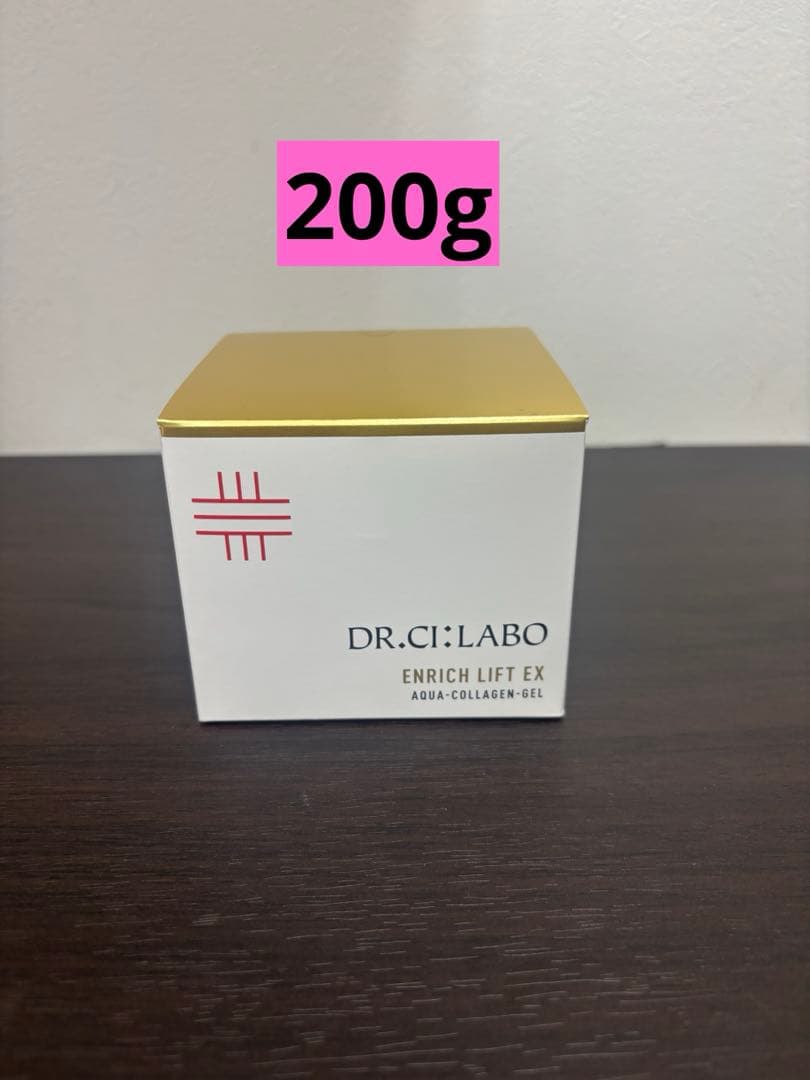 200g
DR.CI:LABO
ENRICH LIFT EX
AQUA-COLLAGEN-GEL